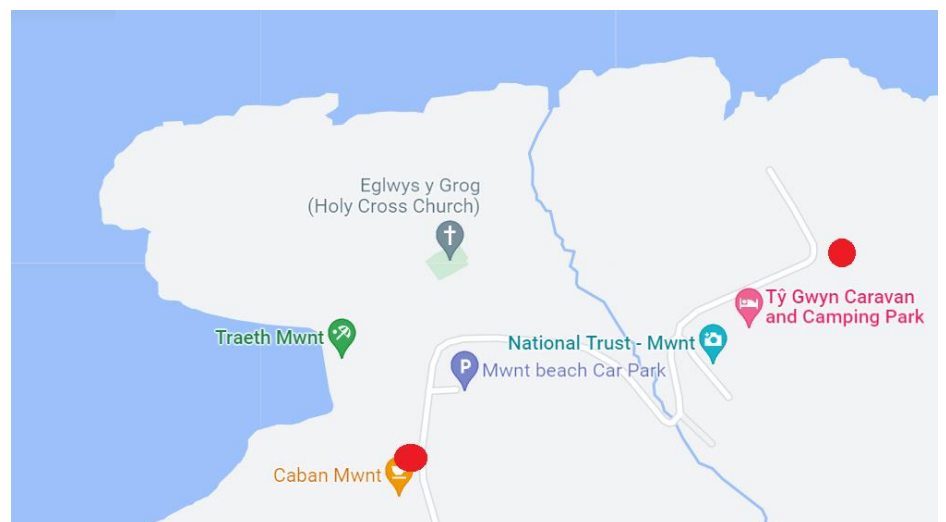 Eglwys y Grog
(Holy Cross Church)
Tŷ Gwyn Caravan
and Camping Park
Traeth Mwnt
National Trust - Mwnt
P
Mwnt beach Car Park
Caban Mwnt